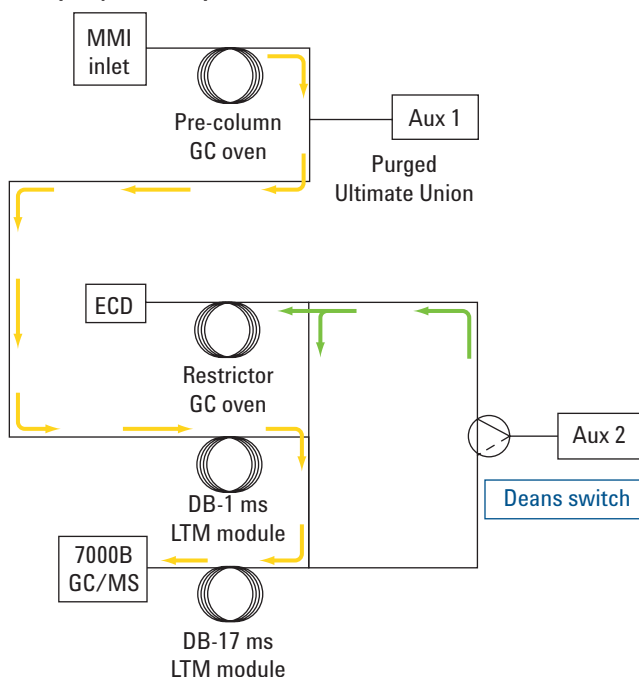 MMI
inlet
Pre-column
GC oven
Aux 1
Purged
Ultimate Union
ECD
Restrictor
GC oven
Aux 2
Deans switch
DB-1 ms
LTM module
7000B
GC/MS
DB-17 ms
LTM module